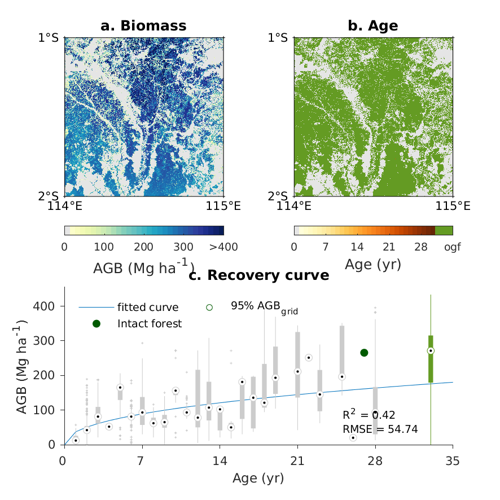 a. Biomass
b. Age
1°S
2°S
114°E
115°E
1°S
2°S
114°E
115°E
0 100 200 300 >400
AGB (Mg ha⁻¹)
0 7 14 21 28 ogf
Age (yr)
c. Recovery curve
AGB (Mg ha⁻¹)
400
300
200
100
0
fitted curve
95% AGB_grid
Intact forest
R² = 0.42
RMSE = 54.74
0 7 14 21 28 35
Age (yr)